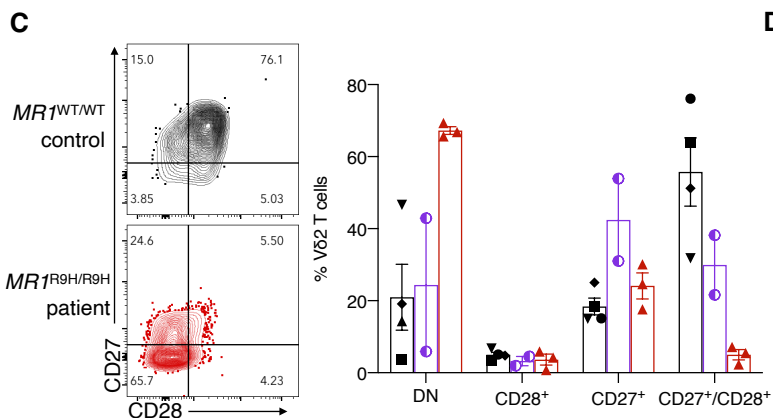 C
D
15.0
76.1
MR1WT/WT
control
3.85
5.03
24.6
5.50
MR1R9H/R9H
patient
65.7
4.23
CD27
CD28
% Vδ2 T cells
80
60
40
20
0
DN
CD28+
CD27+
CD27+/CD28+